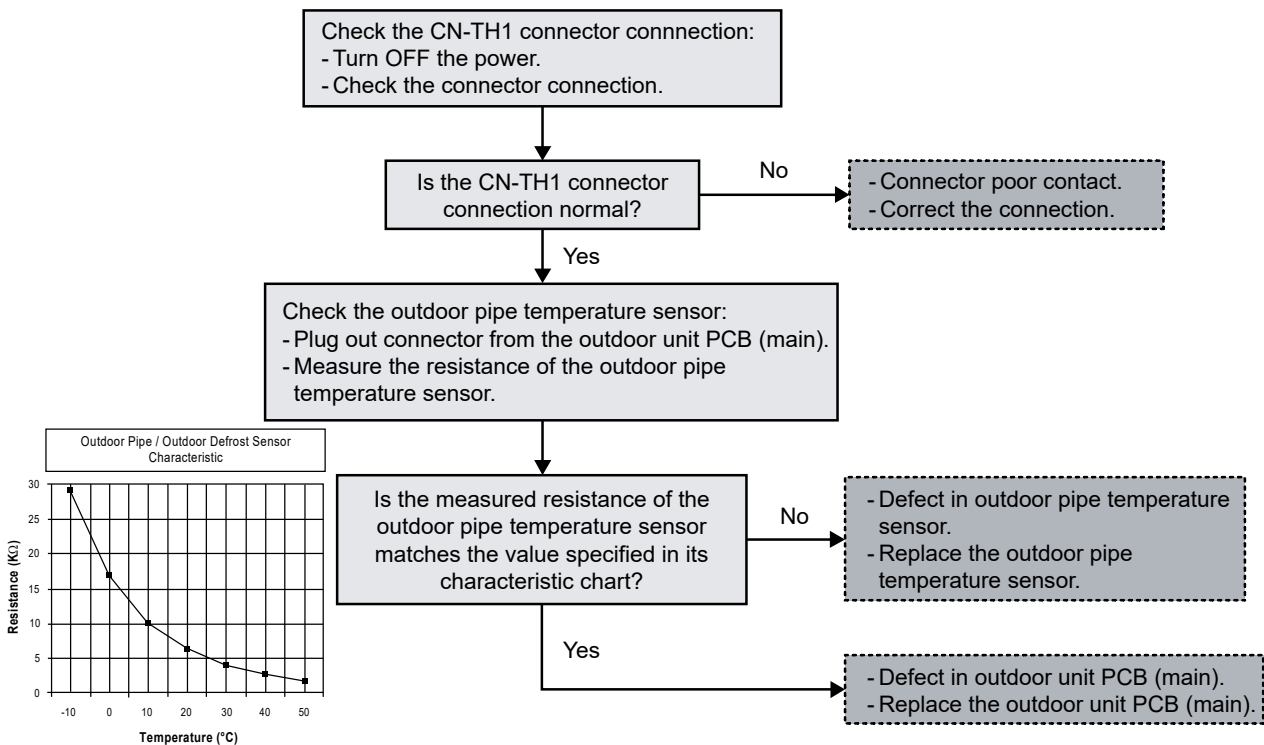 Check the CN-TH1 connector connnection:
- Turn OFF the power.
- Check the connector connection.
Is the CN-TH1 connector
connection normal?
No
- Connector poor contact.
- Correct the connection.
Yes
Check the outdoor pipe temperature sensor:
- Plug out connector from the outdoor unit PCB (main).
- Measure the resistance of the outdoor pipe
temperature sensor.
Outdoor Pipe / Outdoor Defrost Sensor
Characteristic
30
25
20
15
10
5
0
Resistance (KΩ)
-10 0 10 20 30 40 50
Temperature (°C)
Is the measured resistance of the
outdoor pipe temperature sensor
matches the value specified in its
characteristic chart?
No
- Defect in outdoor pipe temperature
sensor.
- Replace the outdoor pipe
temperature sensor.
Yes
- Defect in outdoor unit PCB (main).
- Replace the outdoor unit PCB (main).